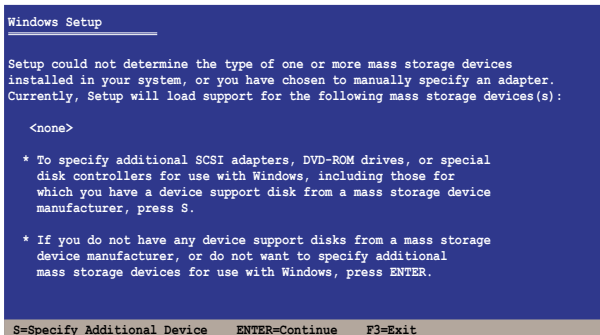 Windows Setup
Setup could not determine the type of one or more mass storage devices
installed in your system, or you have chosen to manually specify an adapter.
Currently, Setup will load support for the following mass storage devices(s):
<none>
* To specify additional SCSI adapters, DVD-ROM drives, or special
disk controllers for use with Windows, including those for
which you have a device support disk from a mass storage device
manufacturer, press S.
* If you do not have any device support disks from a mass storage
device manufacturer, or do not want to specify additional
mass storage devices for use with Windows, press ENTER.
S=Specify Additional Device ENTER=Continue F3=Exit